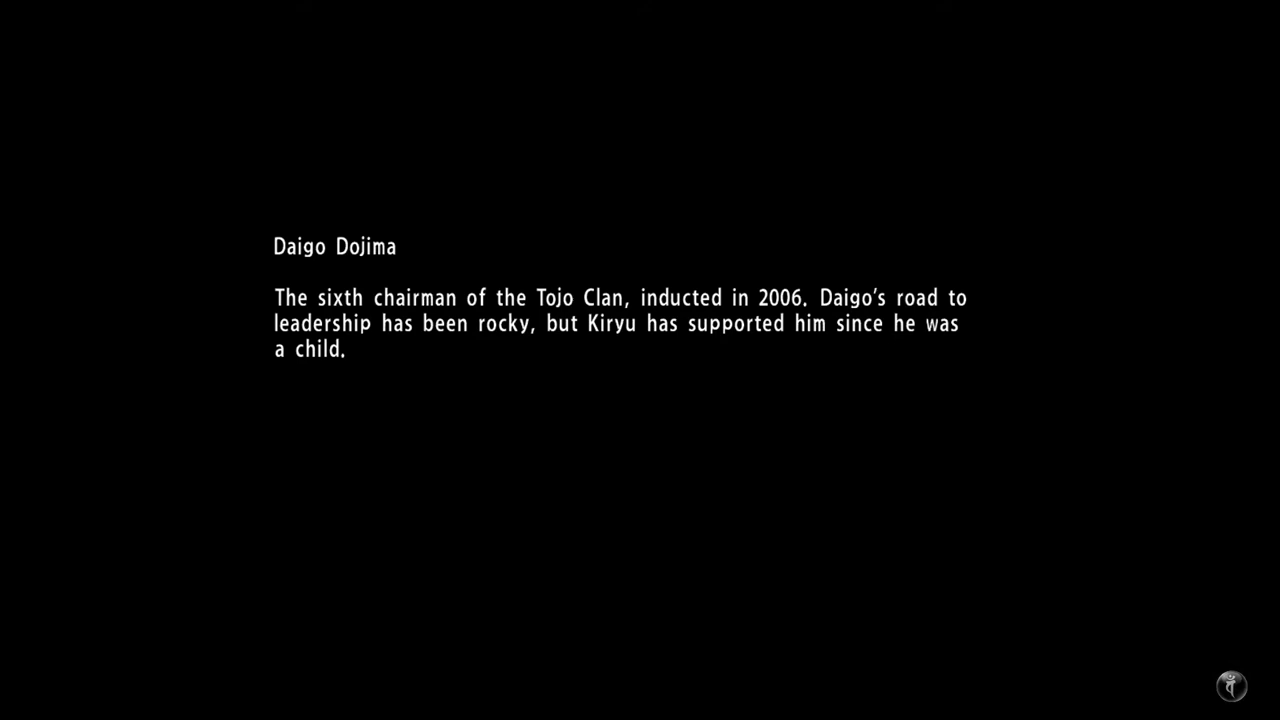 Daigo Dojima
The sixth chairman of the Tojo Clan, inducted in 2006. Daigo's road to
leadership has been rocky, but Kiryu has supported him since he was
a child.